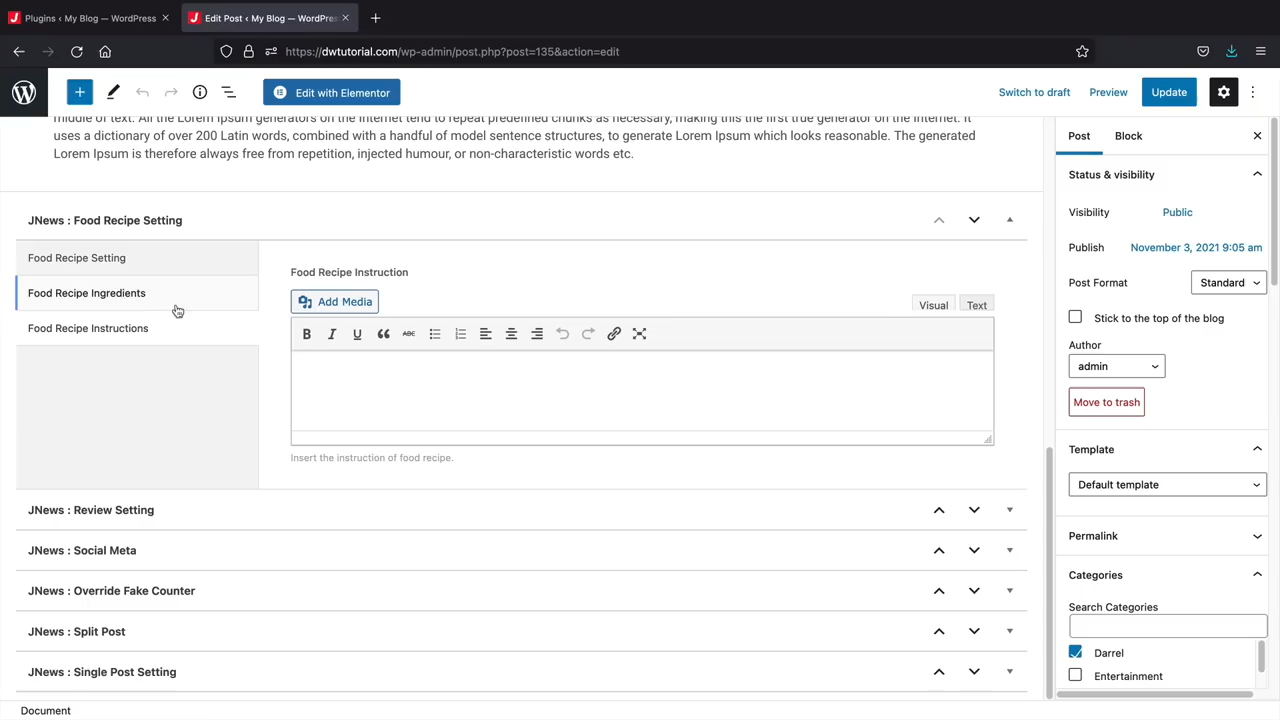 Plugins ‹ My Blog — WordPress
Edit Post ‹ My Blog — WordPres
https://dwtutorial.com/wp-admin/post.php?post=135&action=edit
Edit with Elementor
Switch to draft
Preview
Update
middle of text. All the Lorem Ipsum generators on the Internet tend to repeat predefined chunks as necessary, making this the first true generator on the Internet. It
uses a dictionary of over 200 Latin words, combined with a handful of model sentence structures, to generate Lorem Ipsum which looks reasonable. The generated
Lorem Ipsum is therefore always free from repetition, injected humour, or non-characteristic words etc.
JNews : Food Recipe Setting
Food Recipe Setting
Food Recipe Ingredients
Food Recipe Instructions
Food Recipe Instruction
Add Media
Visual
Text
B I U ABC
Insert the instruction of food recipe.
JNews : Review Setting
JNews : Social Meta
JNews : Override Fake Counter
JNews : Split Post
JNews : Single Post Setting
Document
Post
Block
Status & visibility
Visibility
Public
Publish
November 3, 2021 9:05 am
Post Format
Standard
Stick to the top of the blog
Author
admin
Move to trash
Template
Default template
Permalink
Categories
Search Categories
Darrel
Entertainment